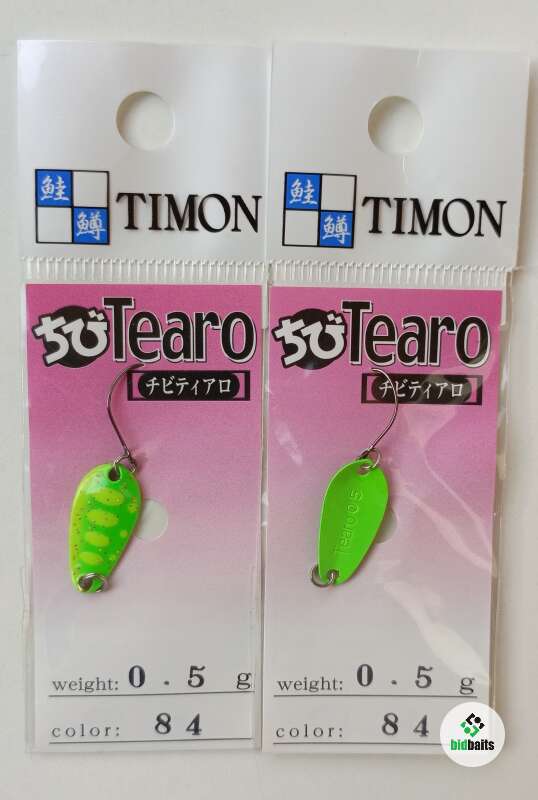 鮭
鱒
TIMON
ちびTearo
チビティアロ
weight: 0.5 g
color: 84
鮭
鱒
TIMON
ちびTearo
チビティアロ
Tearo 0.5
weight: 0.5 g
color: 84
bidbaits